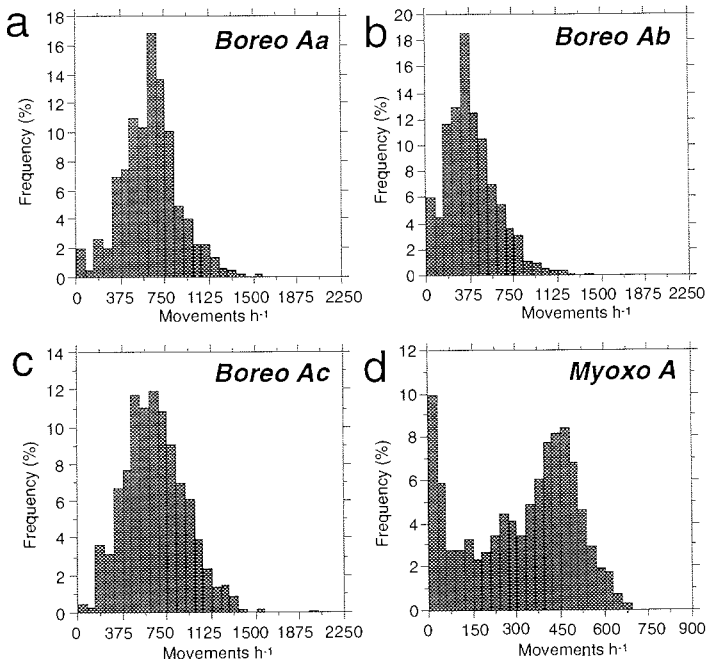 a
Boreo Aa
Frequency (%)
18
16
14
12
10
8
6
4
2
0
0 375 750 1125 1500 1875 2250
Movements h-1
b
Boreo Ab
Frequency (%)
20
18
16
14
12
10
8
6
4
2
0
0 375 750 1125 1500 1875 2250
Movements h-1
c
Boreo Ac
Frequency (%)
14
12
10
8
6
4
2
0
0 375 750 1125 1500 1875 2250
Movements h-1
d
Myoxo A
Frequency (%)
12
10
8
6
4
2
0
0 150 300 450 600 750 900
Movements h-1